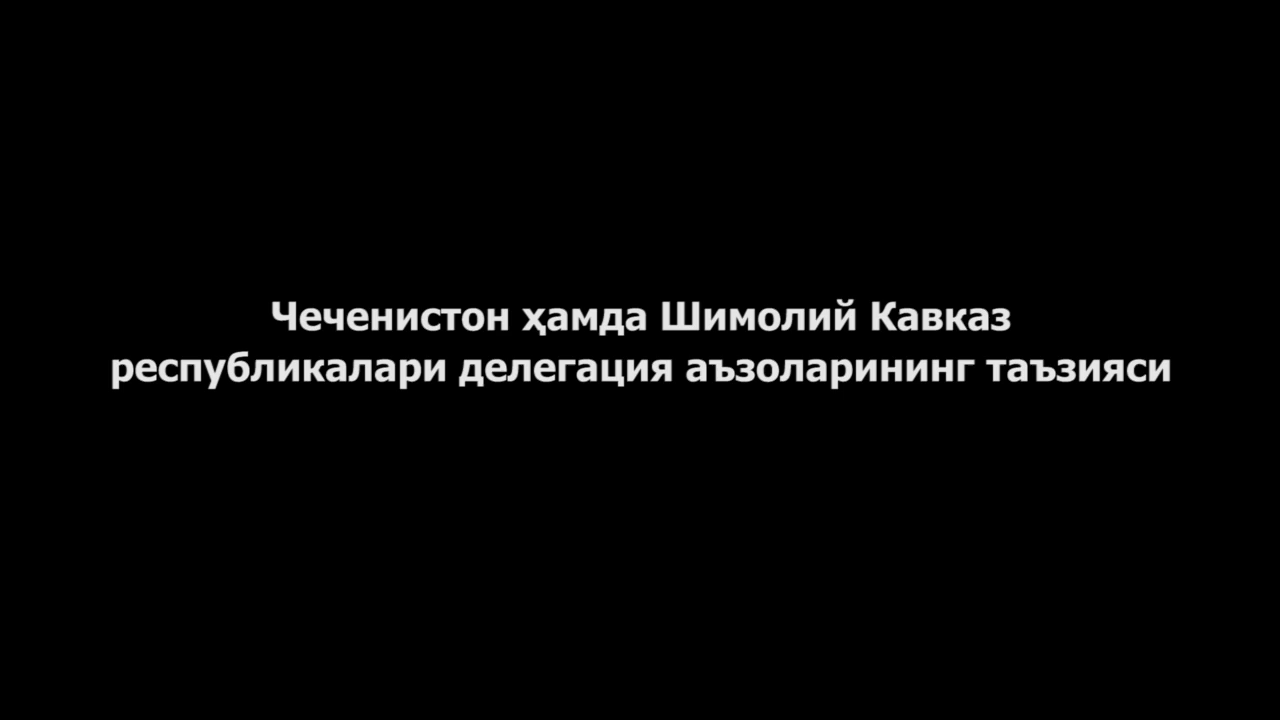 Чеченистон ҳамда Шимолий Кавказ
республикалари делегация аъзоларининг таъзияси